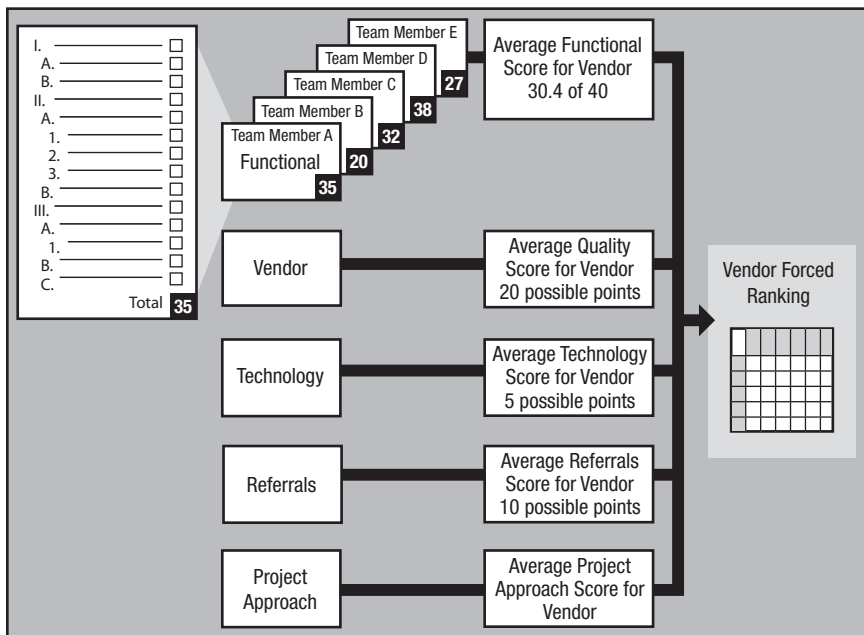 I.
A.
B.
II.
A.
1.
2.
3.
B.
III.
A.
1.
B.
C.
Total 35
Team Member E
27
Team Member D
38
Team Member C
32
Team Member B
20
Team Member A
Functional
35
Average Functional
Score for Vendor
30.4 of 40
Vendor
Average Quality
Score for Vendor
20 possible points
Technology
Average Technology
Score for Vendor
5 possible points
Referrals
Average Referrals
Score for Vendor
10 possible points
Project
Approach
Average Project
Approach Score for
Vendor
Vendor Forced
Ranking